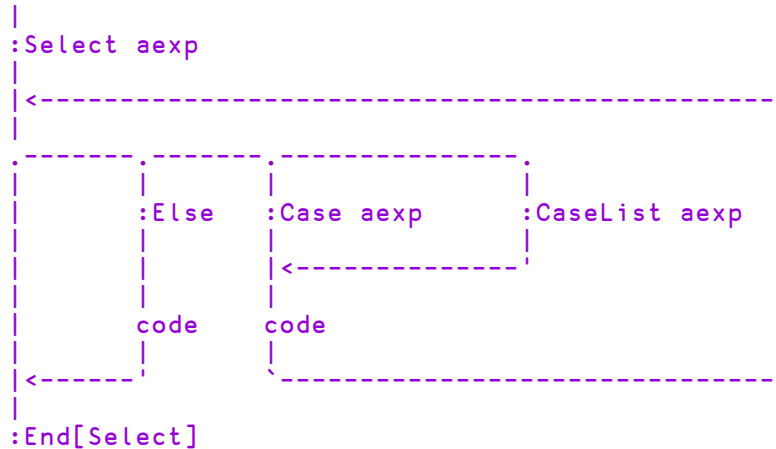 |
:Select aexp
|
|<-----------------------------------------------
|
.--------.-------.---------------.
|       |       |               |
|       :Else   :Case aexp      :CaseList aexp
|       |       |               |
|       |       |<--------------'
|       |       |
|       code    code
|       |       |
|<------'       `-------------------------------
|
:End[Select]